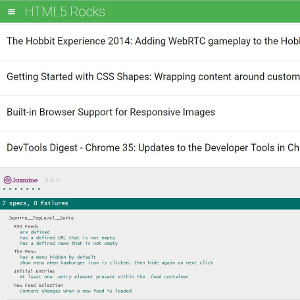 HTML5 Rocks
The Hobbit Experience 2014: Adding WebRTC gameplay to the Hobb
Getting Started with CSS Shapes: Wrapping content around custom
Built-in Browser Support for Responsive Images
DevTools Digest - Chrome 35: Updates to the Developer Tools in Ch
Jasmine 2.1.2
7 specs, 0 failures
Jasmine__TopLevel__Suite
RSS Feeds
are defined
has a defined URL that is not empty
has a defined name that is not empty
The Menu
has a menu hidden by default
show menu when hamburger icon is clicked, then hide again on next click
Initial Entries
At least one .entry element present within the .feed container
New Feed Selection
Content changes when a new feed is loaded